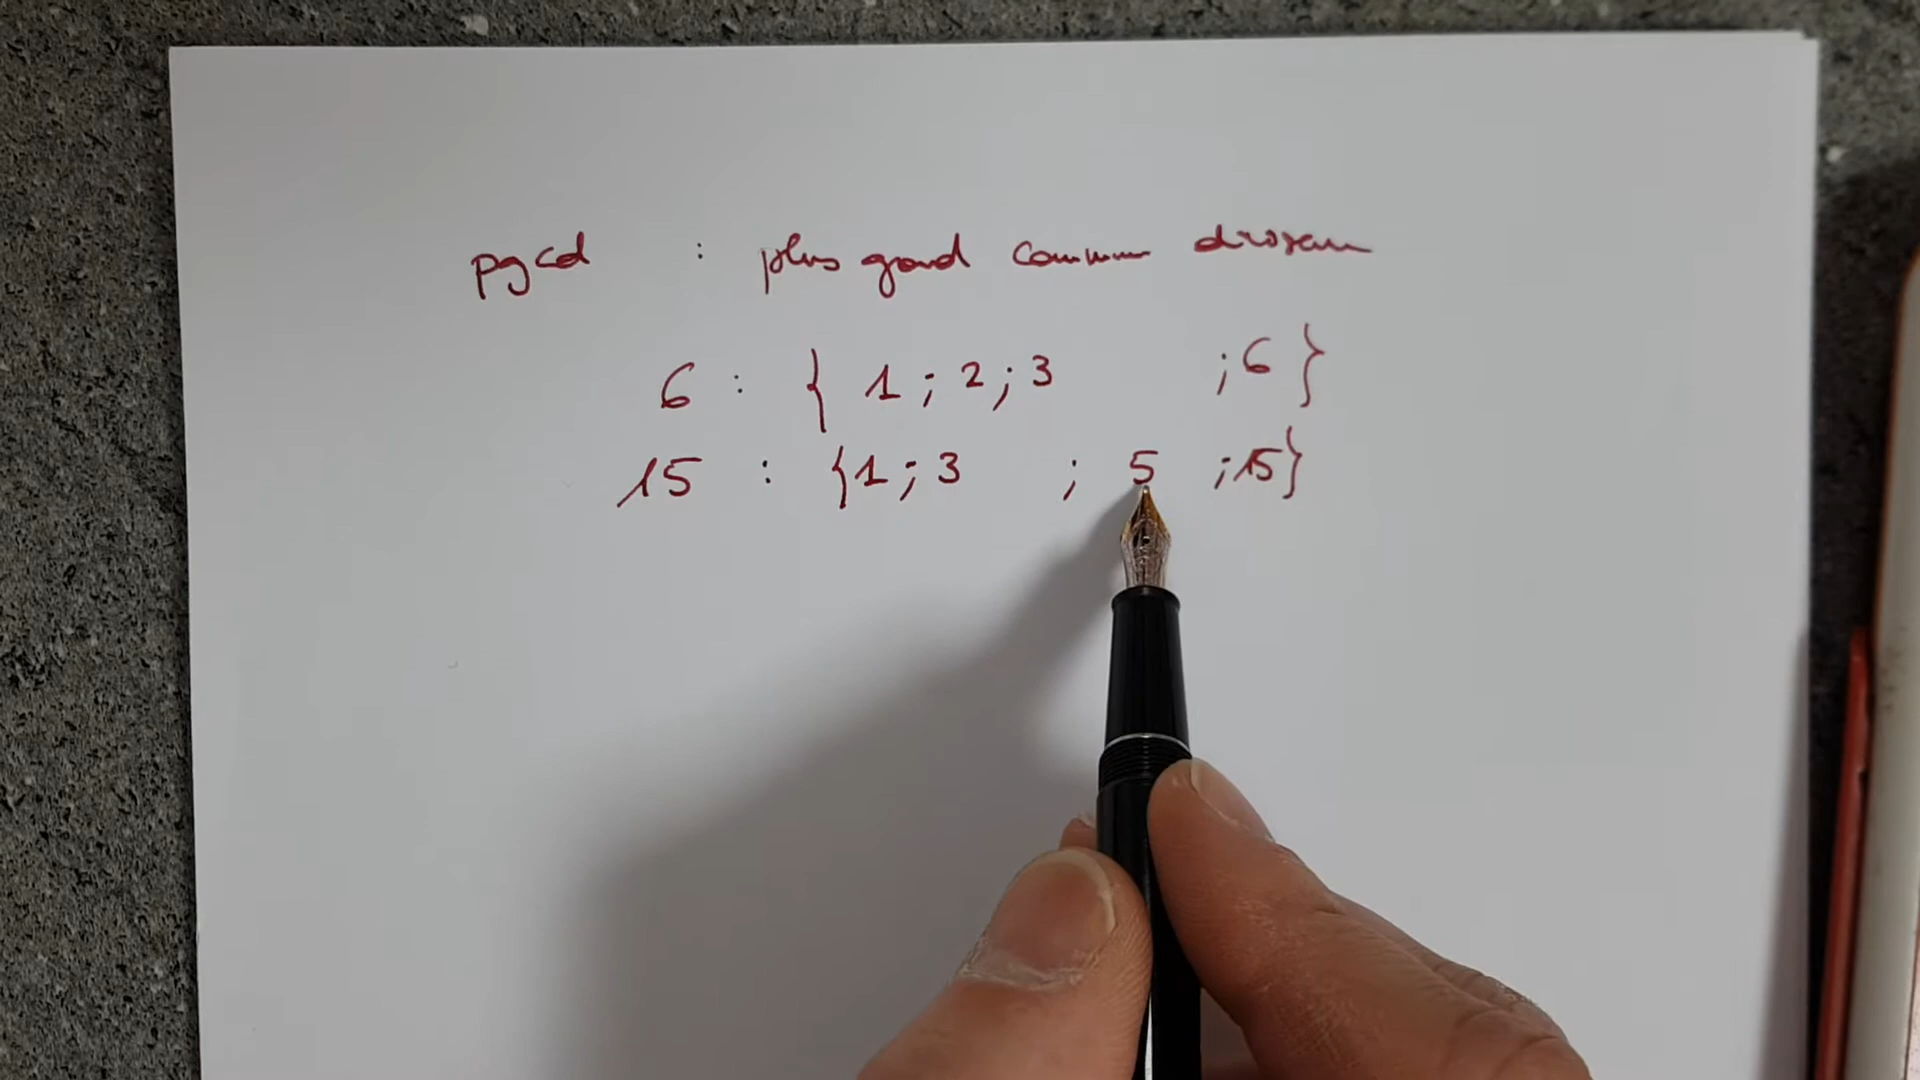 pgcd : plus grand commun diviseur
6 : { 1 ; 2 ; 3 ; 6 }
15 : { 1 ; 3 ; 5 ; 15 }